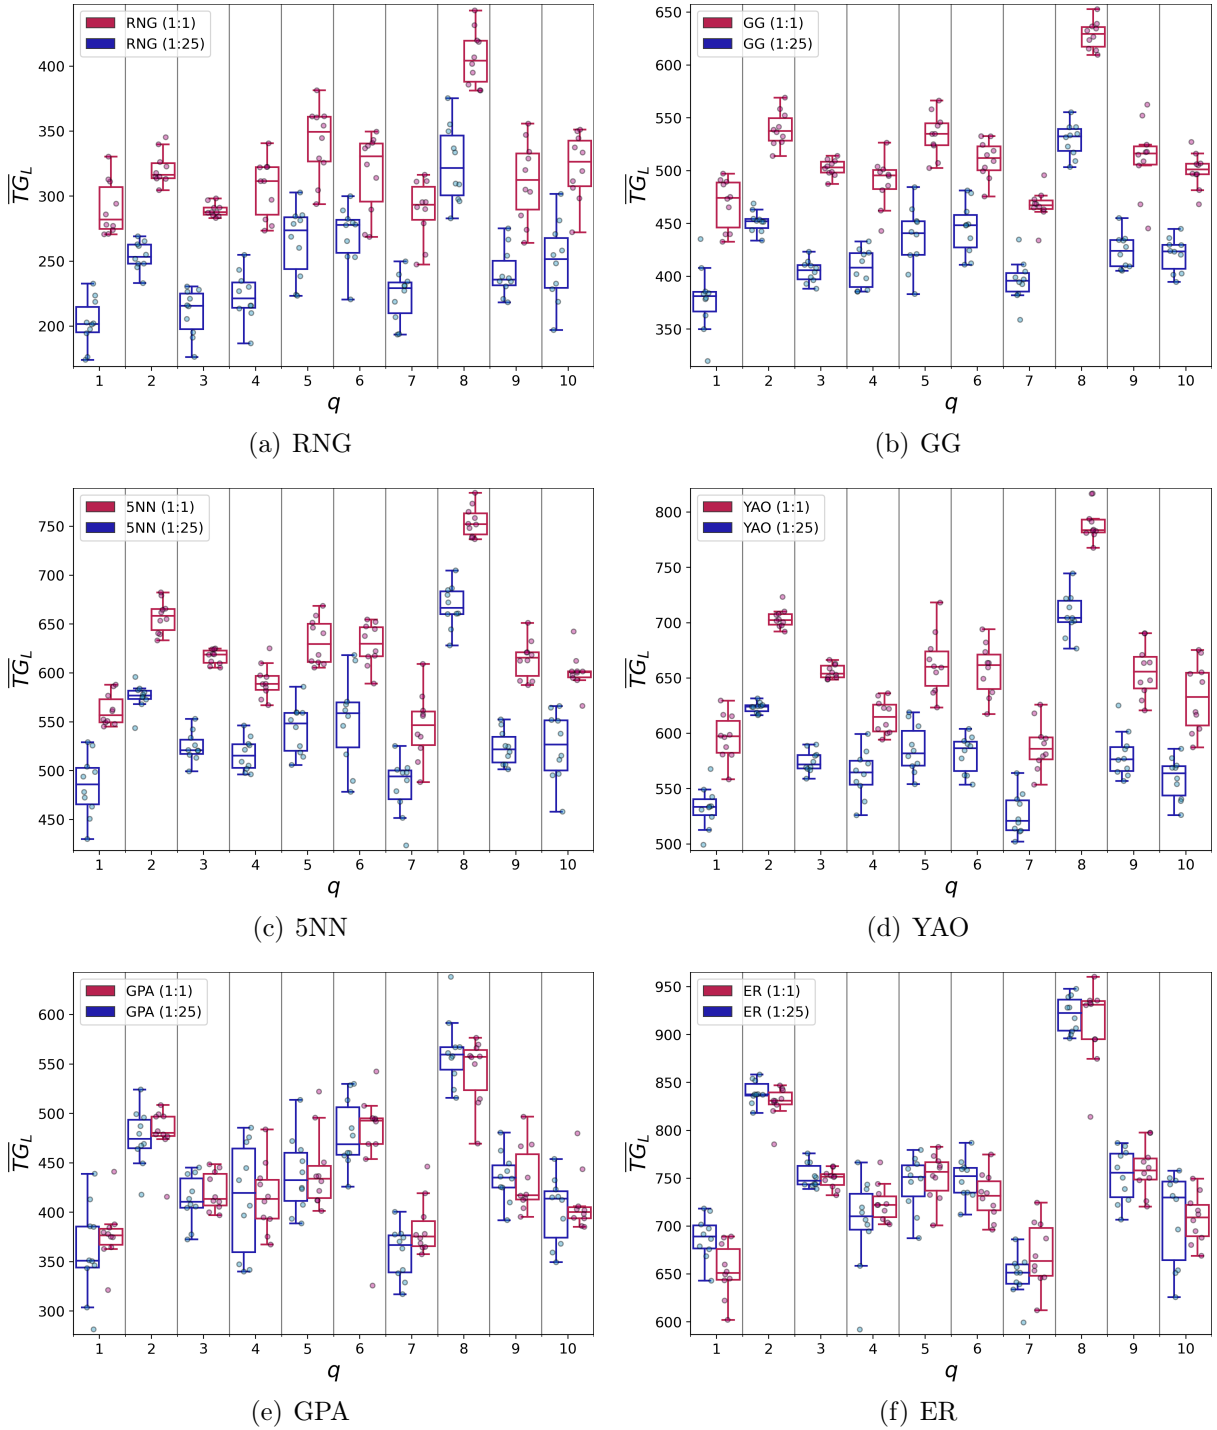 RNG (1:1)
RNG (1:25)
400
350
300
250
200
TG_L
1 2 3 4 5 6 7 8 9 10
q
(a) RNG
GG (1:1)
GG (1:25)
650
600
550
500
450
400
350
TG_L
1 2 3 4 5 6 7 8 9 10
q
(b) GG
5NN (1:1)
5NN (1:25)
750
700
650
600
550
500
450
TG_L
1 2 3 4 5 6 7 8 9 10
q
(c) 5NN
YAO (1:1)
YAO (1:25)
800
750
700
650
600
550
500
TG_L
1 2 3 4 5 6 7 8 9 10
q
(d) YAO
GPA (1:1)
GPA (1:25)
600
550
500
450
400
350
300
TG_L
1 2 3 4 5 6 7 8 9 10
q
(e) GPA
ER (1:1)
ER (1:25)
950
900
850
800
750
700
650
600
TG_L
1 2 3 4 5 6 7 8 9 10
q
(f) ER